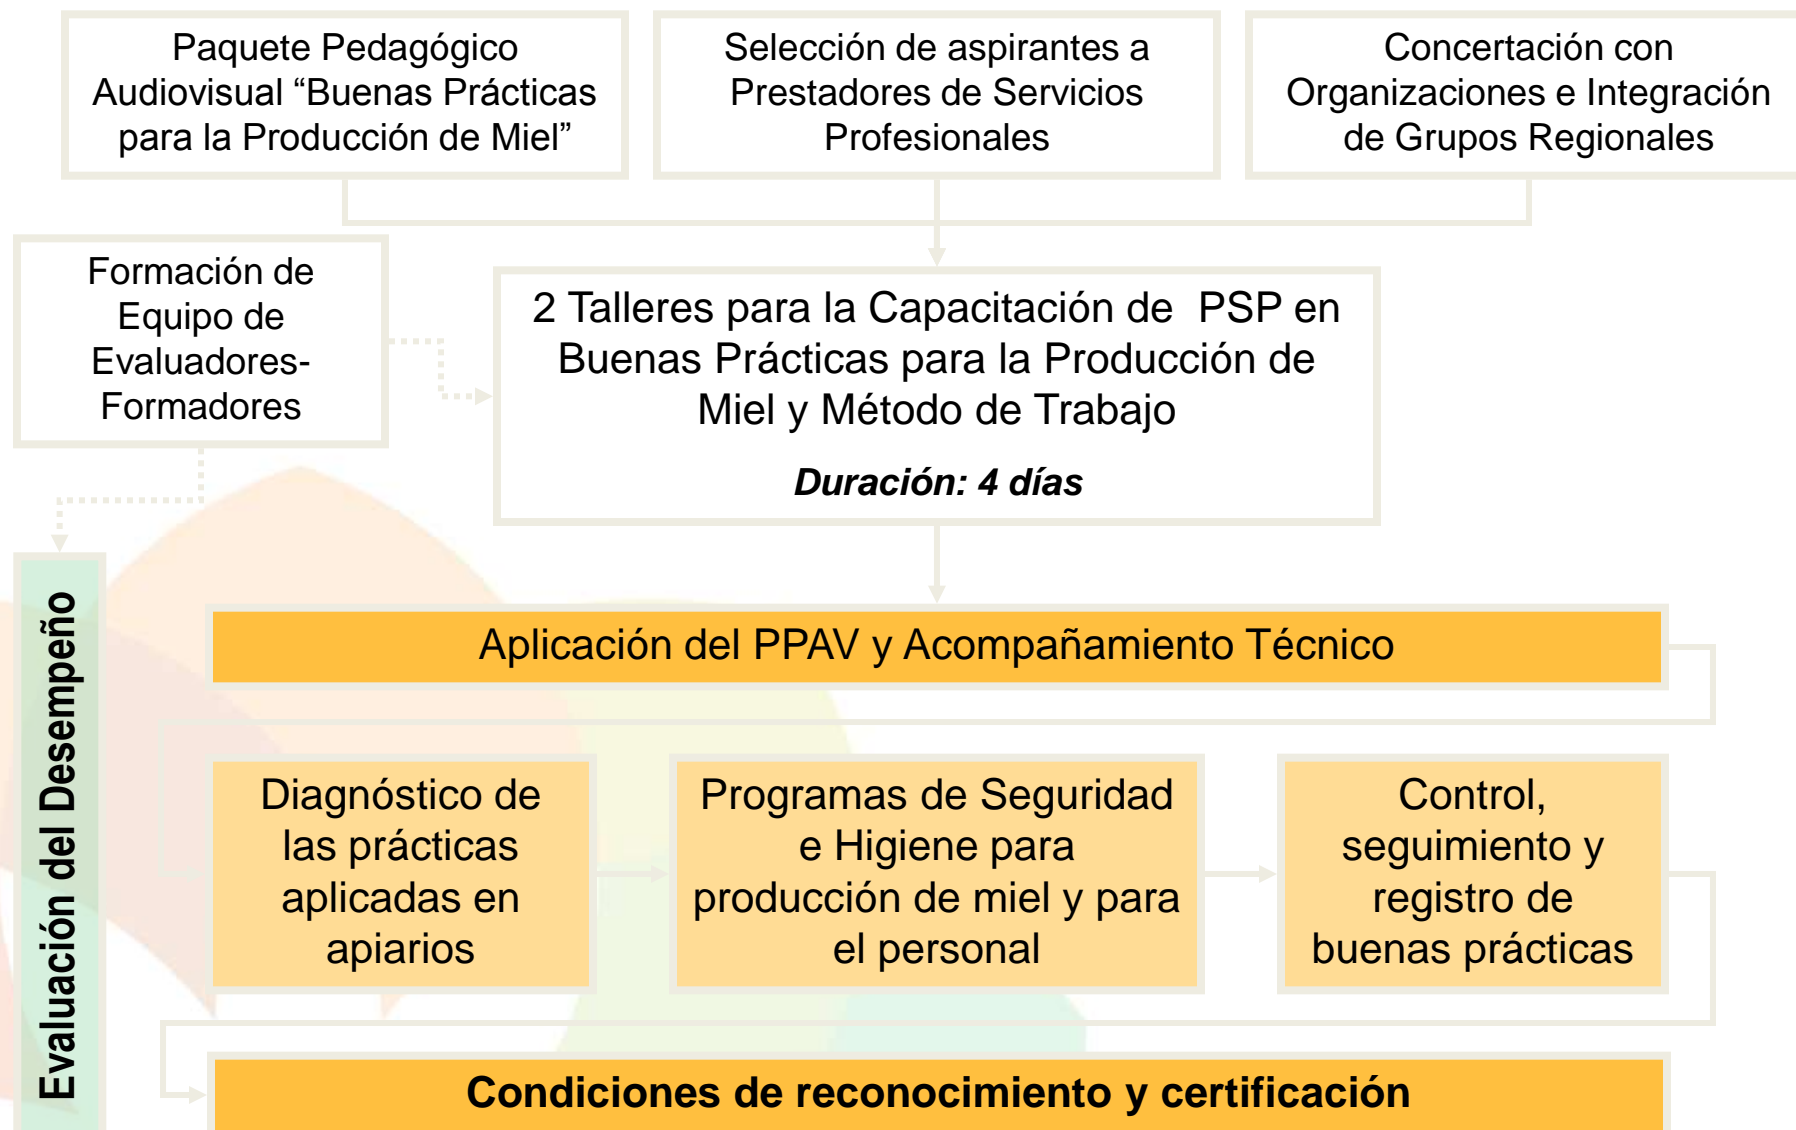 Paquete Pedagógico
Audiovisual “Buenas Prácticas
para la Producción de Miel”
Selección de aspirantes a
Prestadores de Servicios
Profesionales
Concertación con
Organizaciones e Integración
de Grupos Regionales
Formación de
Equipo de
Evaluadores-
Formadores
2 Talleres para la Capacitación de PSP en
Buenas Prácticas para la Producción de
Miel y Método de Trabajo
Duración: 4 días
Evaluación del Desempeño
Aplicación del PPAV y Acompañamiento Técnico
Diagnóstico de
las prácticas
aplicadas en
apiarios
Programas de Seguridad
e Higiene para
producción de miel y para
el personal
Control,
seguimiento y
registro de
buenas prácticas
Condiciones de reconocimiento y certificación